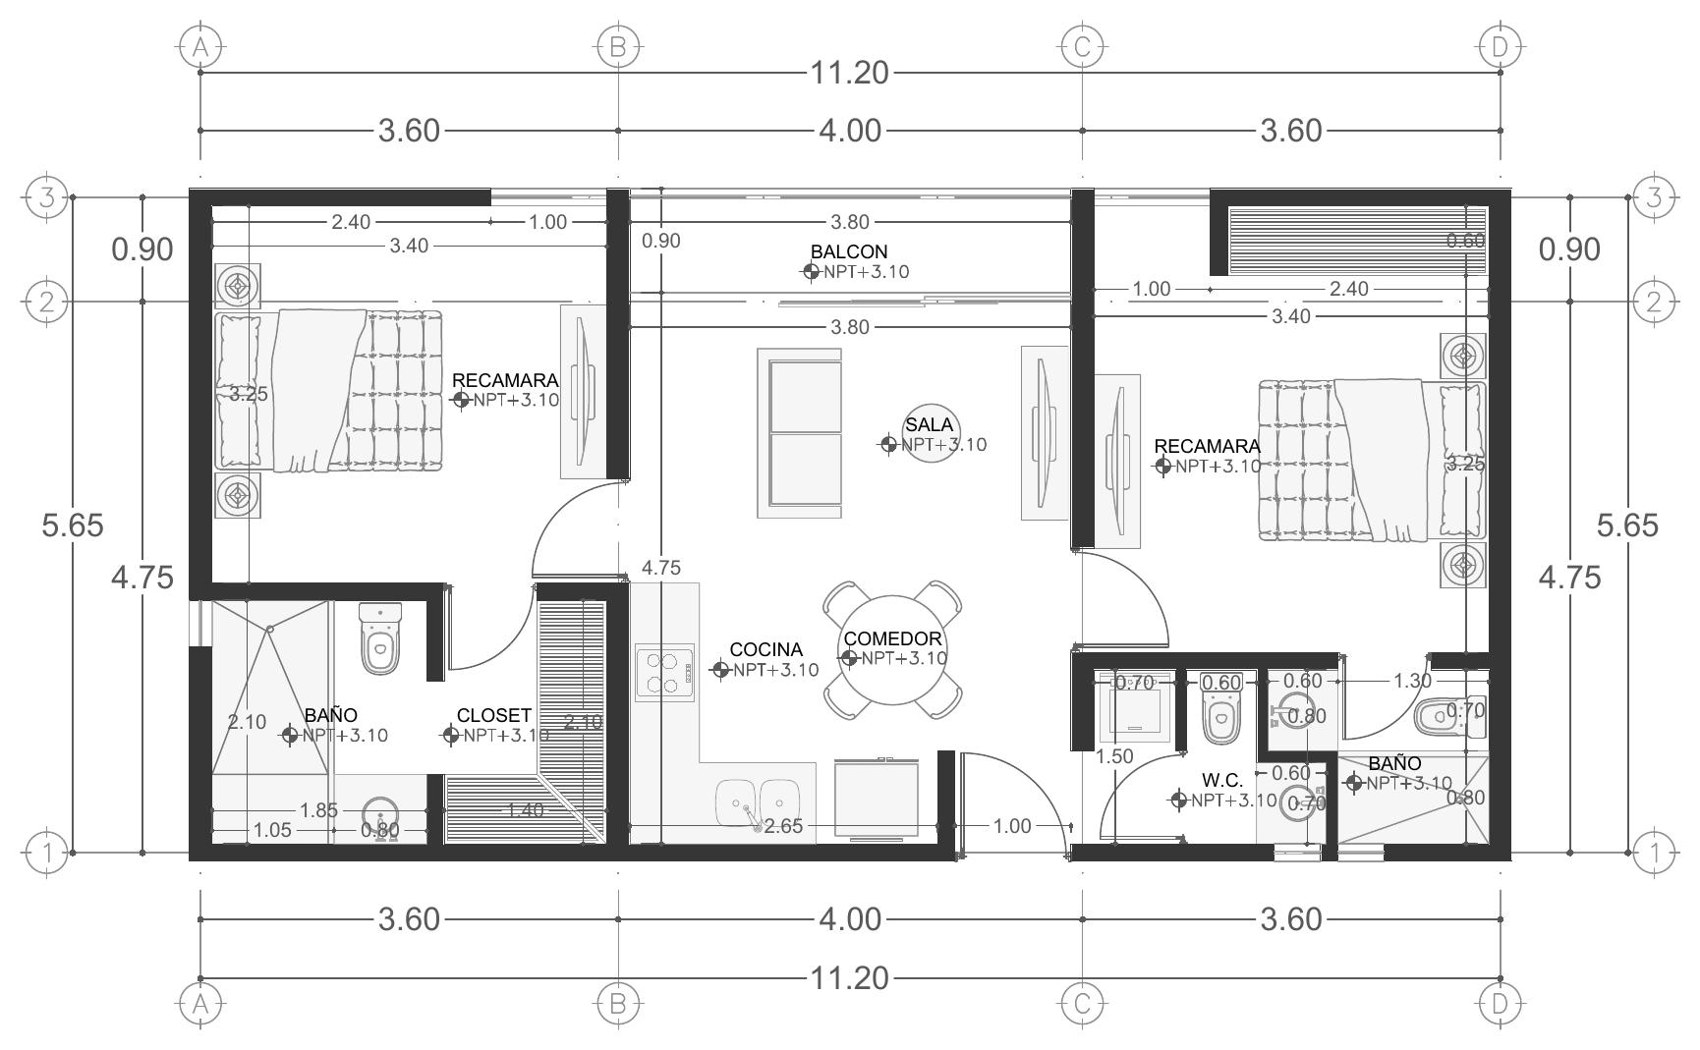 A B C D
11.20
3.60 4.00 3.60
3 3
2.40 1.00 3.80
3.40 0.90 0.60
0.90 BALCON 0.90
NPT+3.10
1.00 2.40
2 2
3.80 3.40
RECAMARA
NPT+3.10
3.25
SALA
NPT+3.10
RECAMARA
NPT+3.10
3.25
5.65 5.65
4.75 4.75 4.75
COCINA
NPT+3.10
COMEDOR
NPT+3.10
0.70 0.60 0.60 1.30
0.80 0.70
BAÑO
NPT+3.10
2.10
CLOSET
NPT+3.10
2.10
1.50
W.C.
NPT+3.10
0.60
0.70
BAÑO
NPT+3.10
0.80
1.85 1.40
1.05 0.80 2.65 1.00
1 1
3.60 4.00 3.60
11.20
A B C D